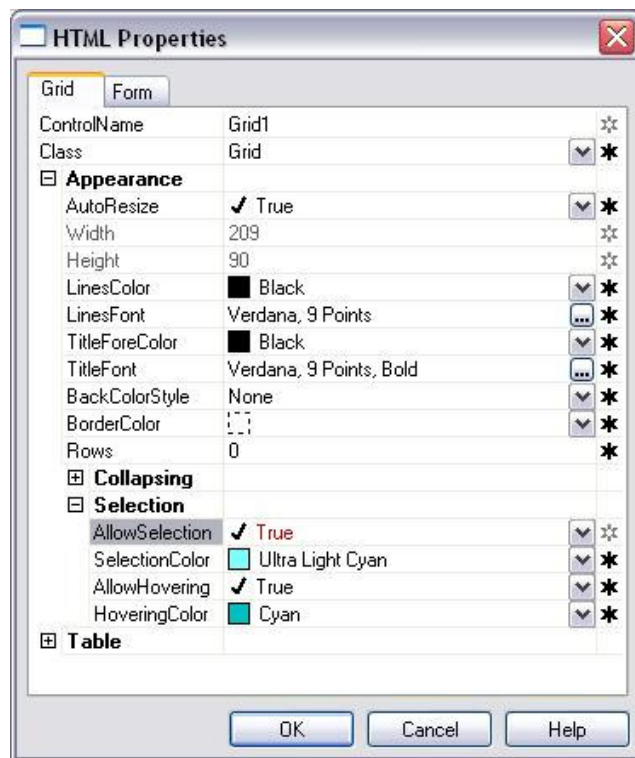 HTML Properties
Grid Form
ControlName Grid1
Class Grid
Appearance
AutoResize True
Width 209
Height 90
LinesColor Black
LinesFont Verdana, 9 Points
TitleForeColor Black
TitleFont Verdana, 9 Points, Bold
BackColorStyle None
BorderColor
Rows 0
Collapsing
Selection
AllowSelection True
SelectionColor Ultra Light Cyan
AllowHovering True
HoveringColor Cyan
Table
OK Cancel Help